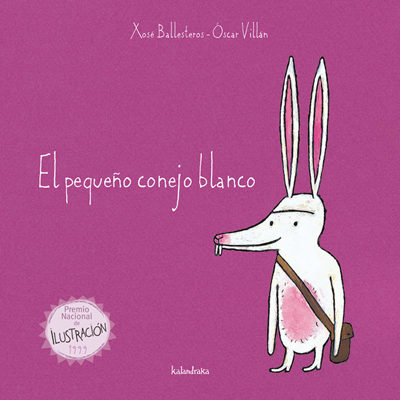 Xosé Ballesteros - Óscar Villán
El pequeño conejo blanco
Premio
Nacional
de
ILUSTRACIÓN
1999
kalandraka